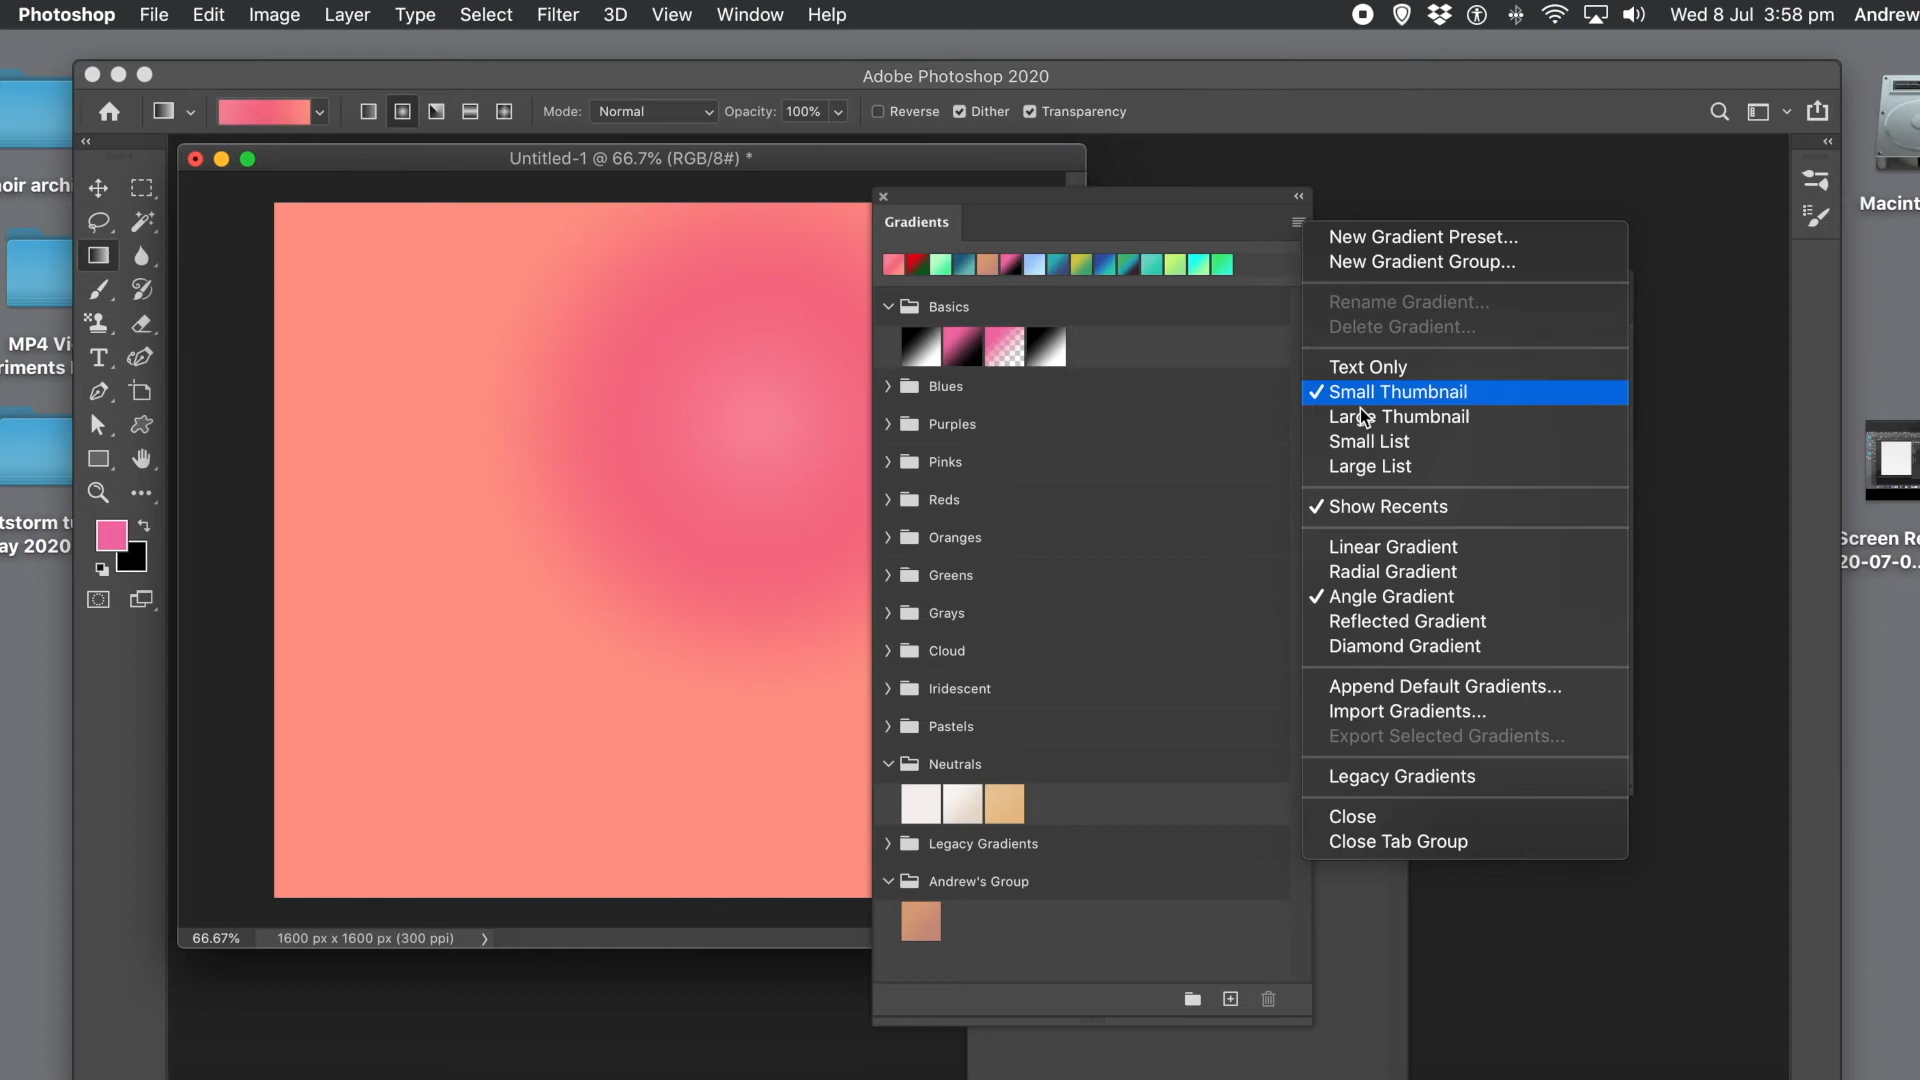 Photoshop File Edit Image Layer Type Select Filter 3D View Window Help Wed 8 Jul 3:58 pm Andrew
Adobe Photoshop 2020
Mode: Normal Opacity: 100% Reverse Dither Transparency
Untitled-1 @ 66.7% (RGB/8#) *
oir archi
Macint
MP4 Vi
riments
tstorm tu
ay 2020
Screen Re
20-07-0...
Gradients
Basics
Blues
Purples
Pinks
Reds
Oranges
Greens
Grays
Cloud
Iridescent
Pastels
Neutrals
Legacy Gradients
Andrew's Group
New Gradient Preset...
New Gradient Group...
Rename Gradient...
Delete Gradient...
Text Only
Small Thumbnail
Large Thumbnail
Small List
Large List
Show Recents
Linear Gradient
Radial Gradient
Angle Gradient
Reflected Gradient
Diamond Gradient
Append Default Gradients...
Import Gradients...
Export Selected Gradients...
Legacy Gradients
Close
Close Tab Group
66.67% 1600 px x 1600 px (300 ppi)